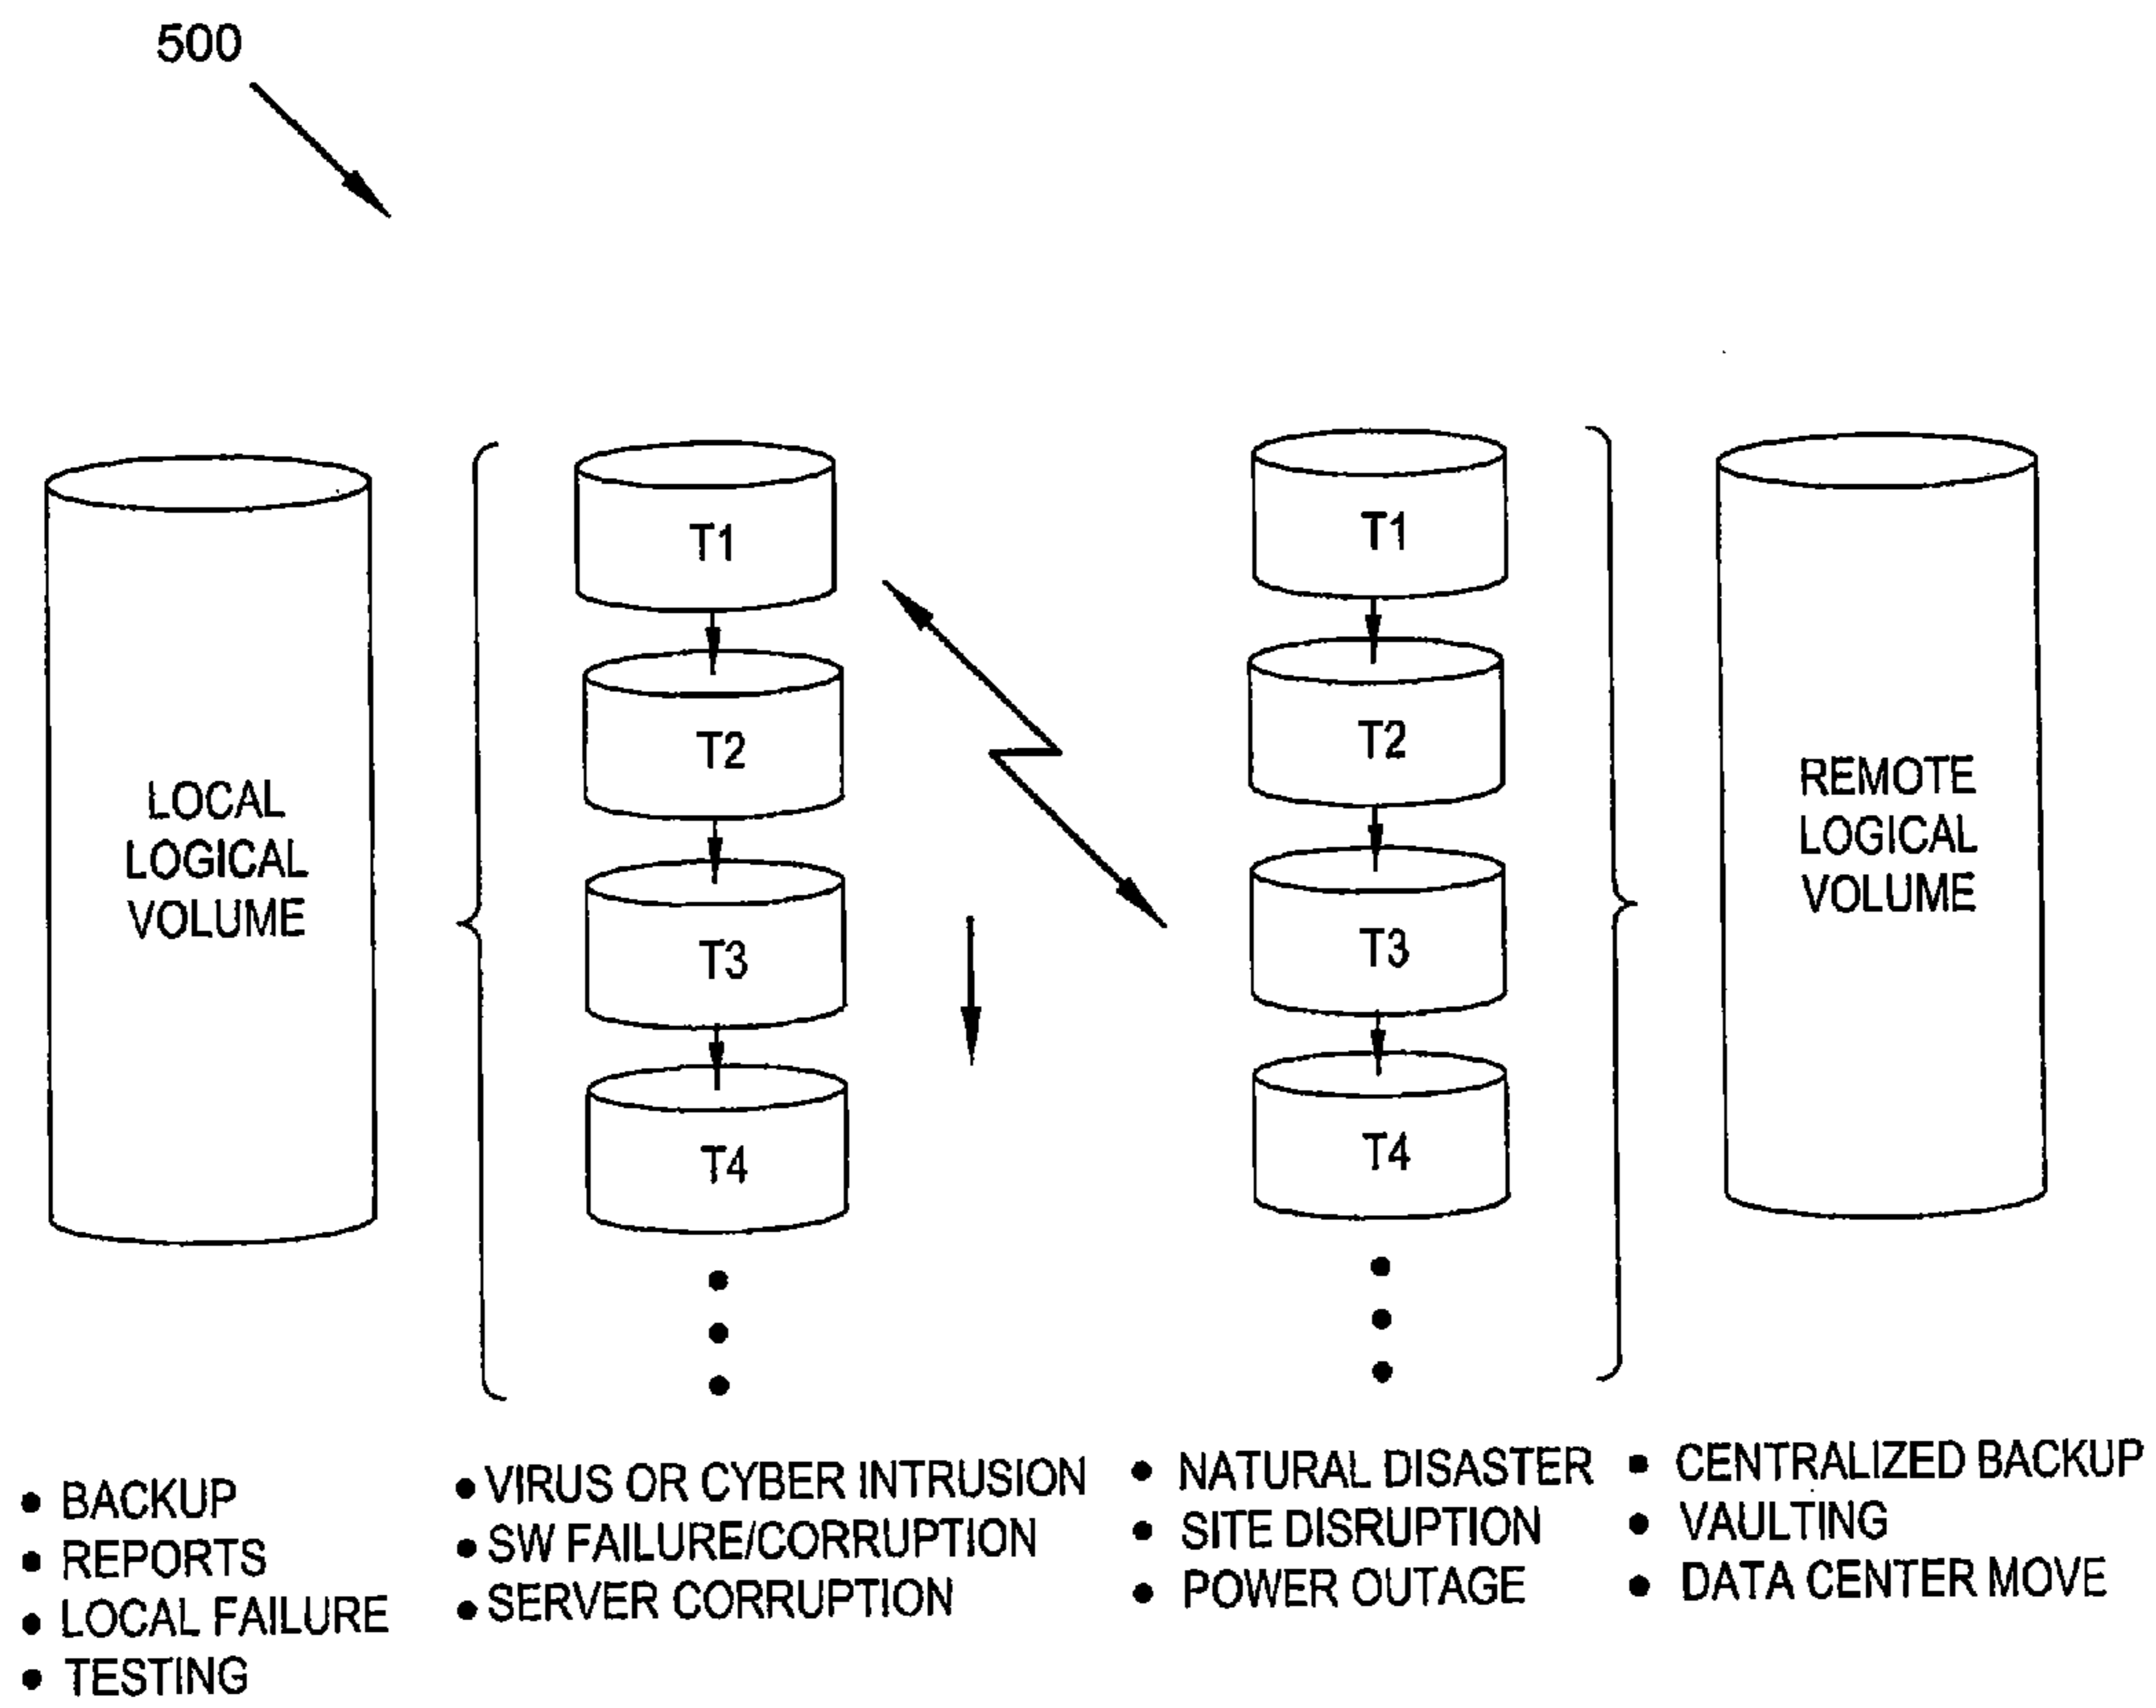 500
T1
T2
T3
T4
T1
T2
T3
T4
LOCAL
LOGICAL
VOLUME
REMOTE
LOGICAL
VOLUME
• BACKUP
• REPORTS
• LOCAL FAILURE
• TESTING
• VIRUS OR CYBER INTRUSION
• SW FAILURE/CORRUPTION
• SERVER CORRUPTION
• NATURAL DISASTER
• SITE DISRUPTION
• POWER OUTAGE
• CENTRALIZED BACKUP
• VAULTING
• DATA CENTER MOVE